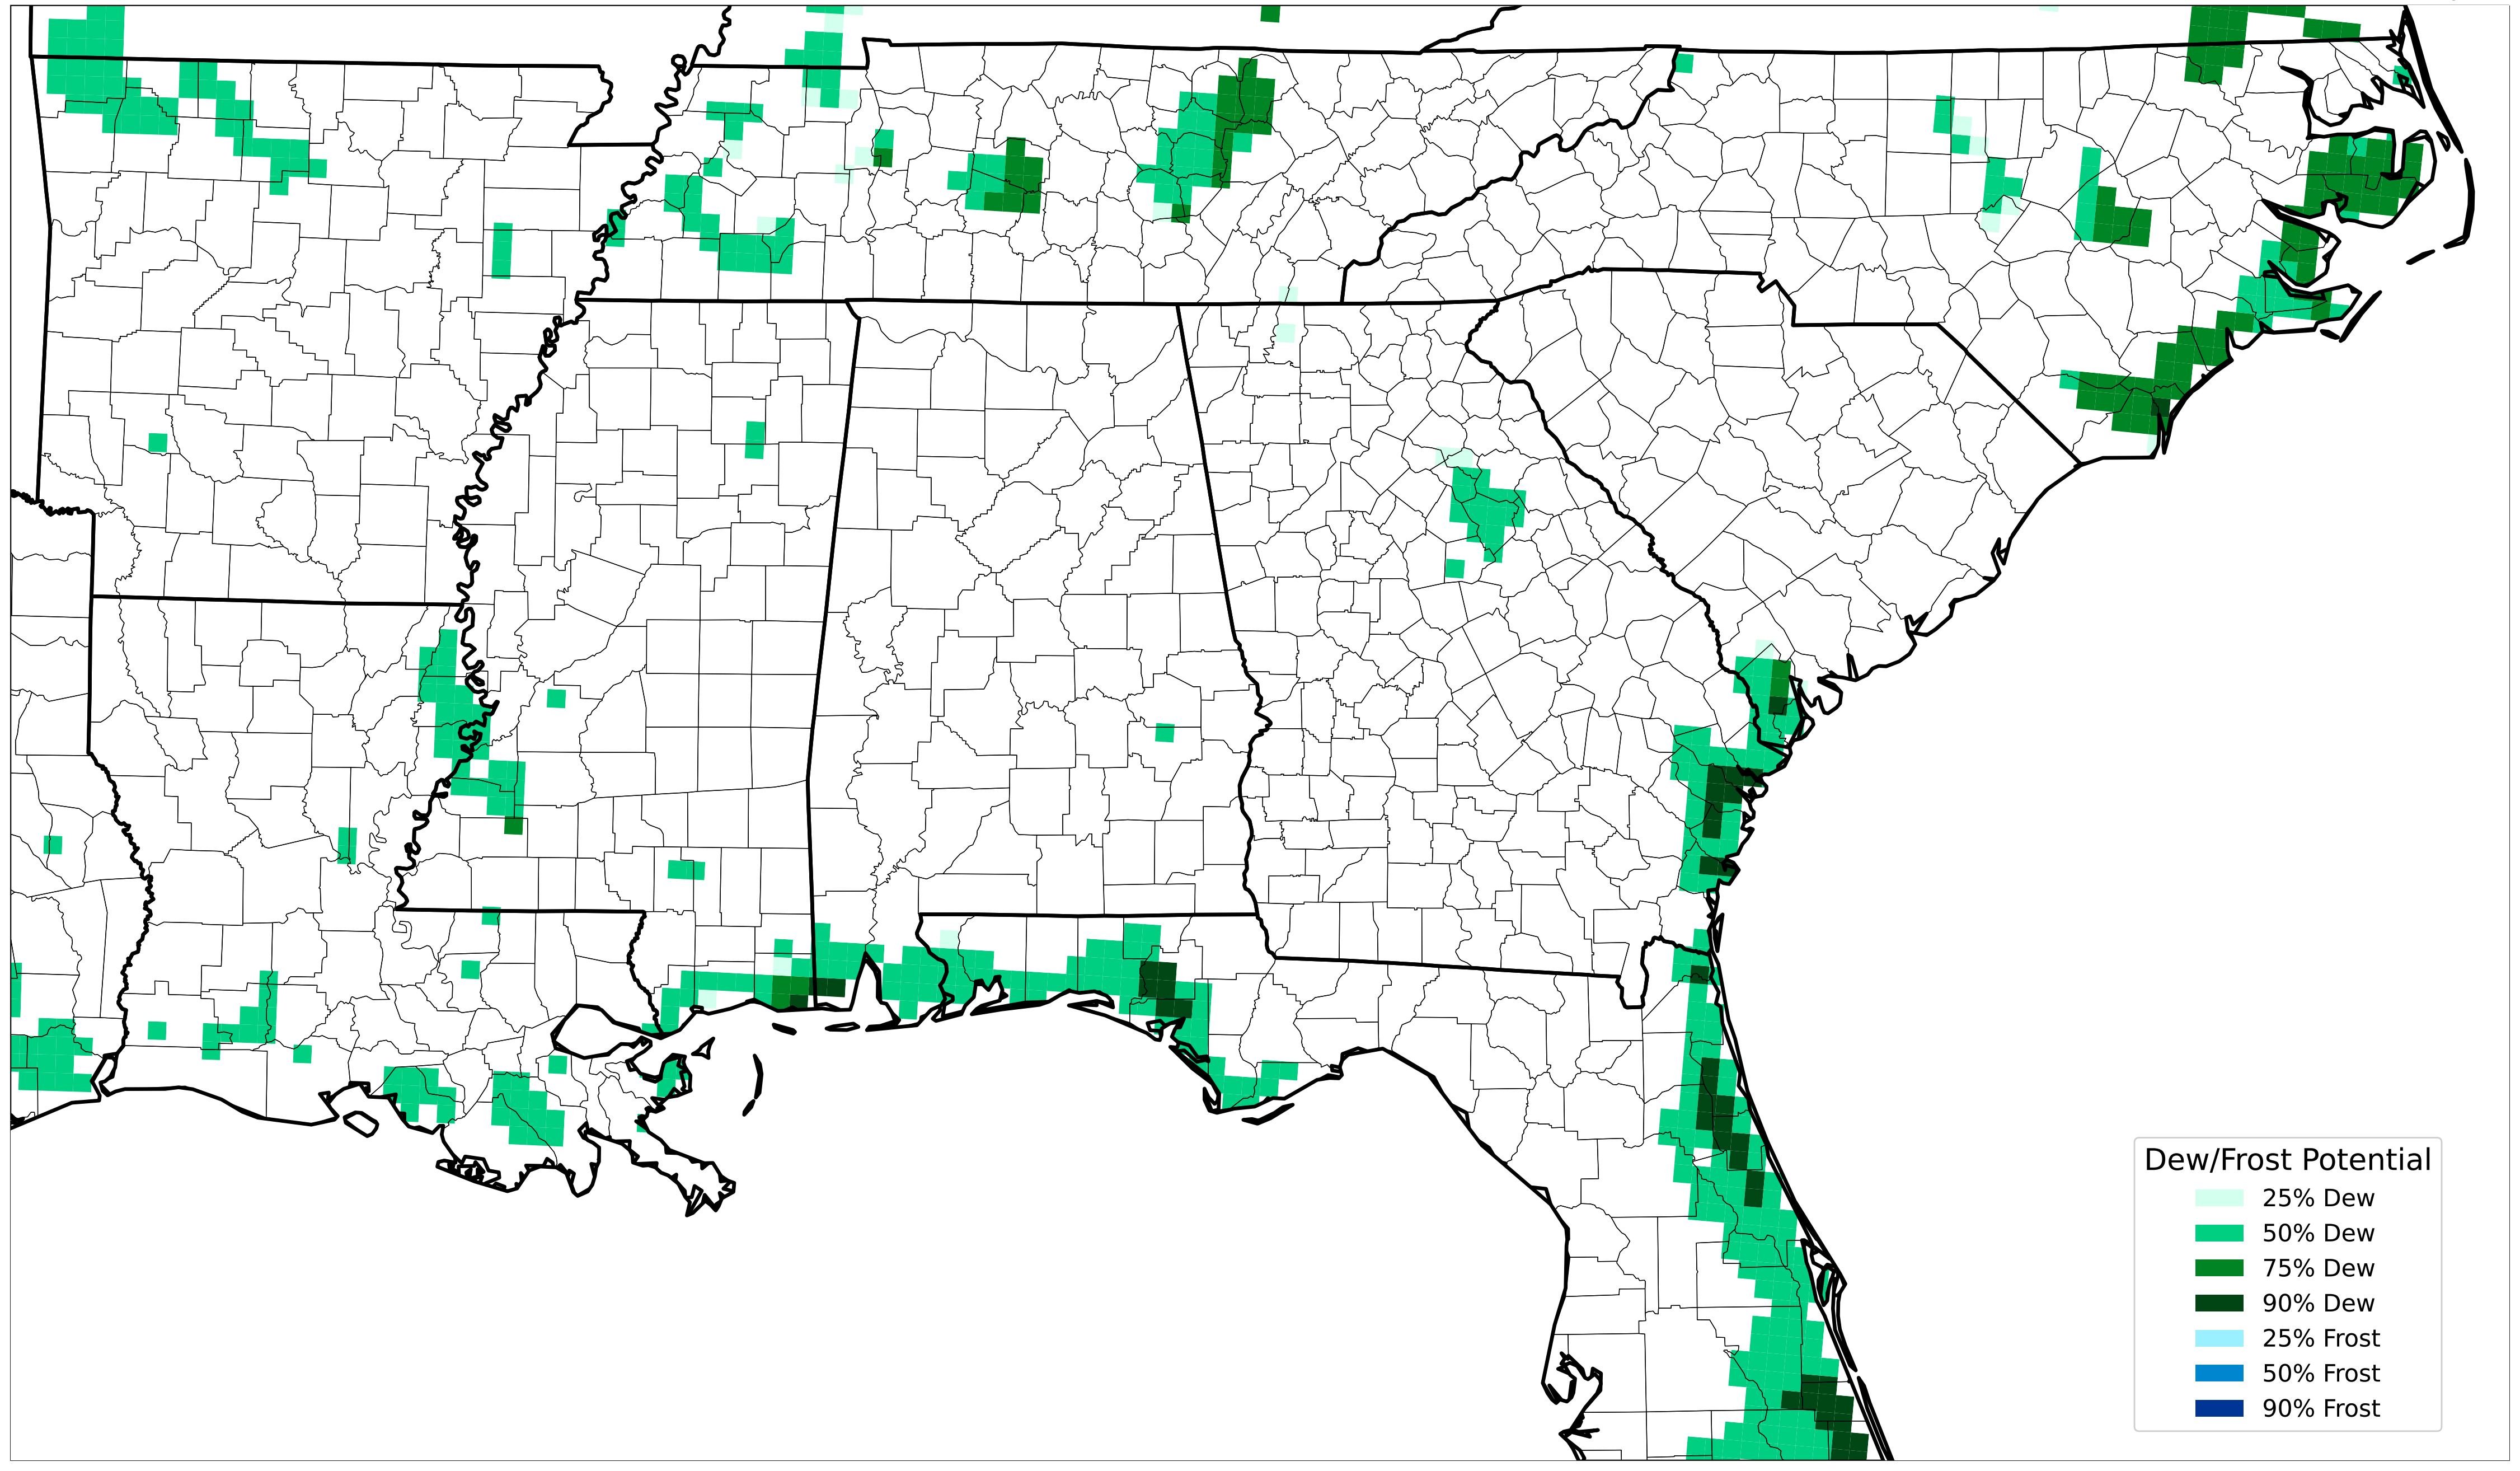 Dew/Frost Potential
25% Dew
50% Dew
75% Dew
90% Dew
25% Frost
50% Frost
90% Frost